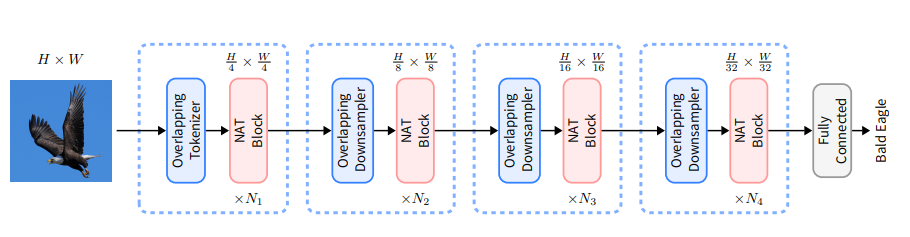 H × W
Overlapping
Tokenizer
H/4 × W/4
NAT
Block
×N₁
Overlapping
Downsampler
H/8 × W/8
NAT
Block
×N₂
Overlapping
Downsampler
H/16 × W/16
NAT
Block
×N₃
Overlapping
Downsampler
H/32 × W/32
NAT
Block
×N₄
Fully
Connected
Bald Eagle